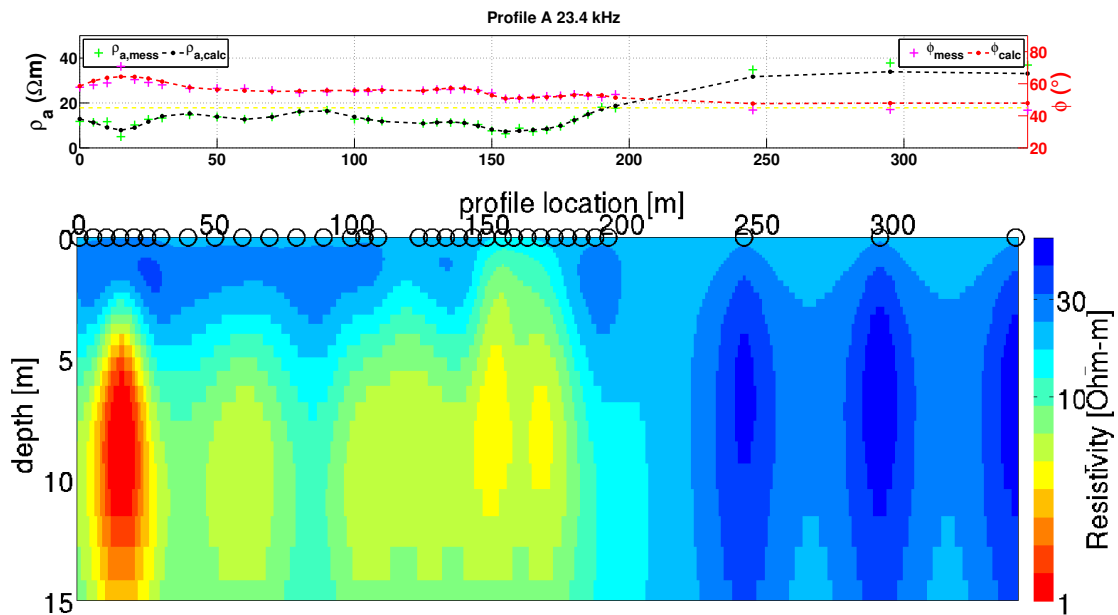 Profile A 23.4 kHz
ρa,mess ρa,calc
ϕmess ϕcalc
ρa (Ωm)
40
20
0
80
60
40
20
ϕ (°)
0 50 100 150 200 250 300
profile location [m]
0 50 100 150 200 250 300
depth [m]
0
5
10
15
30
10
1
Resistivity [Ohm-m]